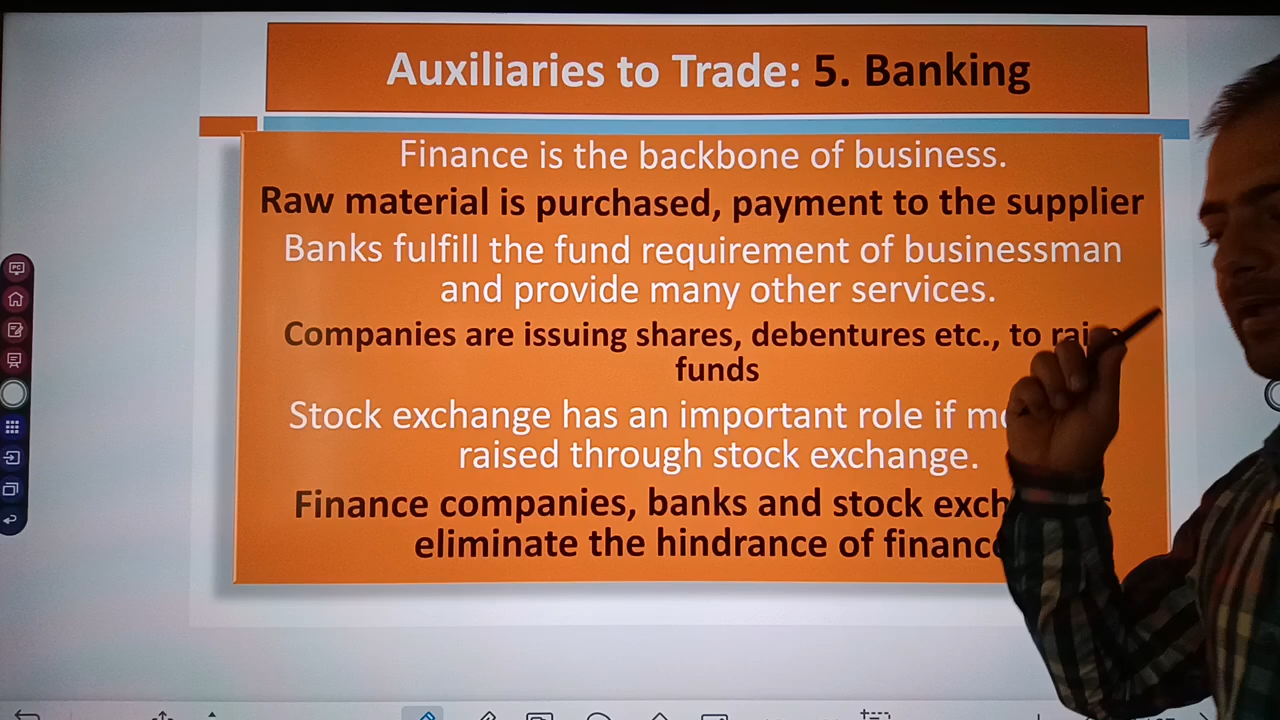 Auxiliaries to Trade: 5. Banking
Finance is the backbone of business.
Raw material is purchased, payment to the supplier
Banks fulfill the fund requirement of businessman
and provide many other services.
Companies are issuing shares, debentures etc., to raise
funds
Stock exchange has an important role if
raised through stock exchange.
Finance companies, banks and stock
eliminate the hindrance of finance